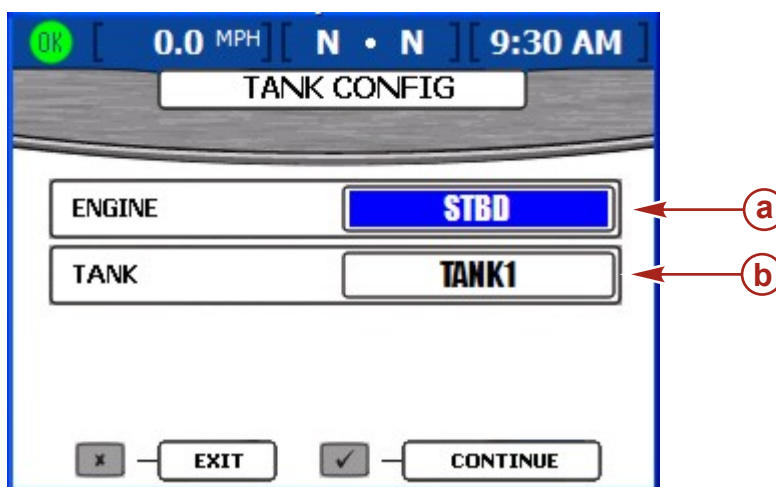 OK [ 0.0 MPH ] [ N • N ] [ 9:30 AM ]
TANK CONFIG
ENGINE STBD a
TANK TANK1 b
x EXIT ✓ CONTINUE